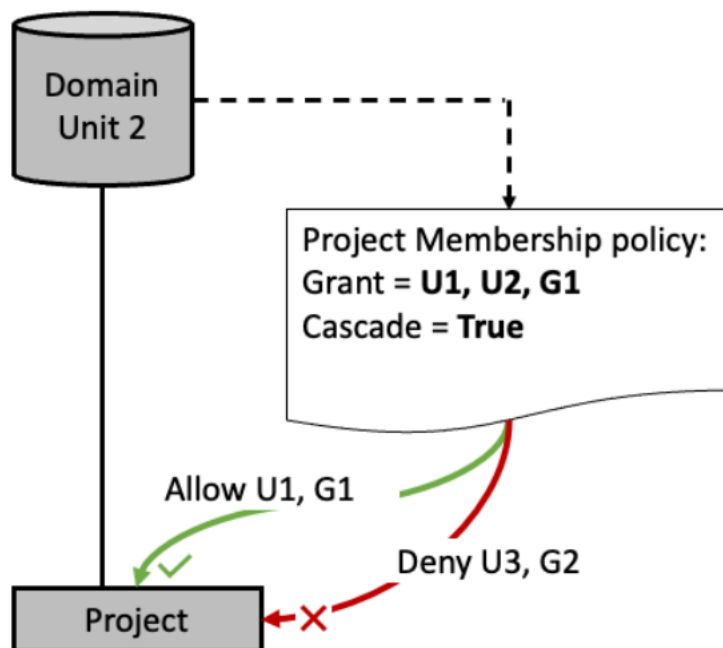 Domain
Unit 2
Project Membership policy:
Grant = U1, U2, G1
Cascade = True
Allow U1, G1
Deny U3, G2
Project